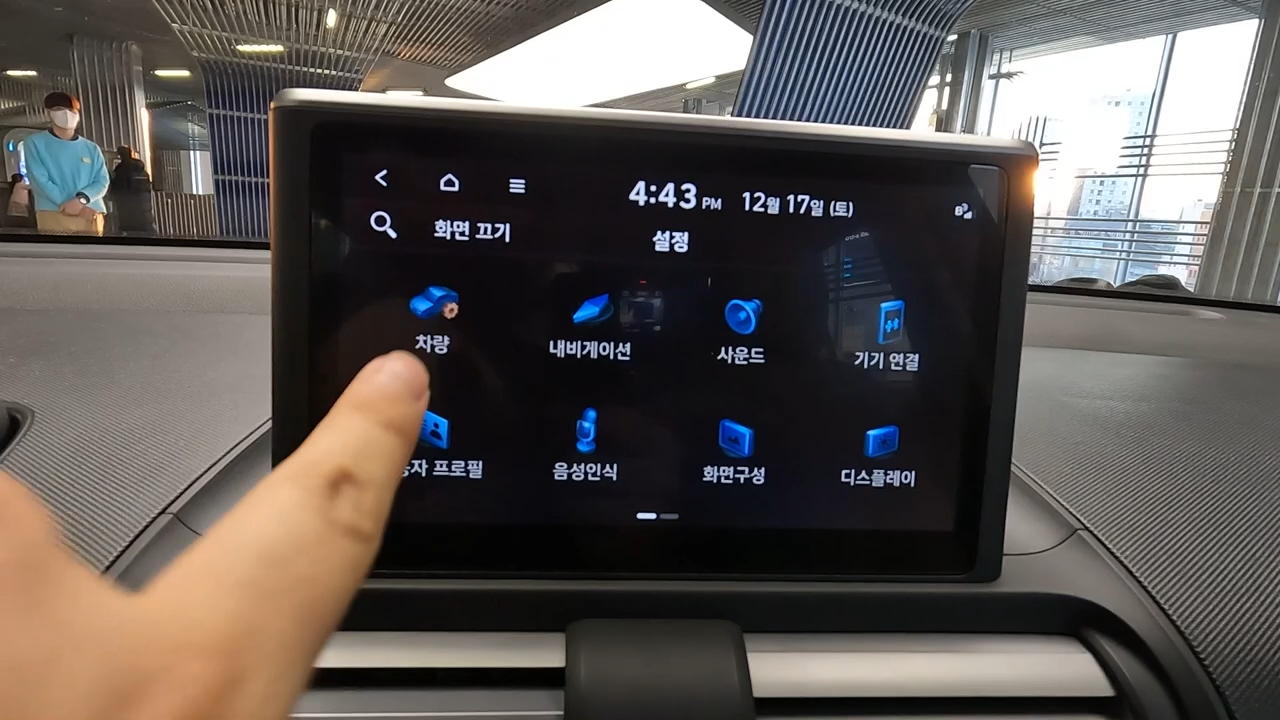 4:43 PM 12월 17일 (토)
화면 끄기
설정
차량
내비게이션
사운드
기기 연결
프로필
음성인식
화면구성
디스플레이